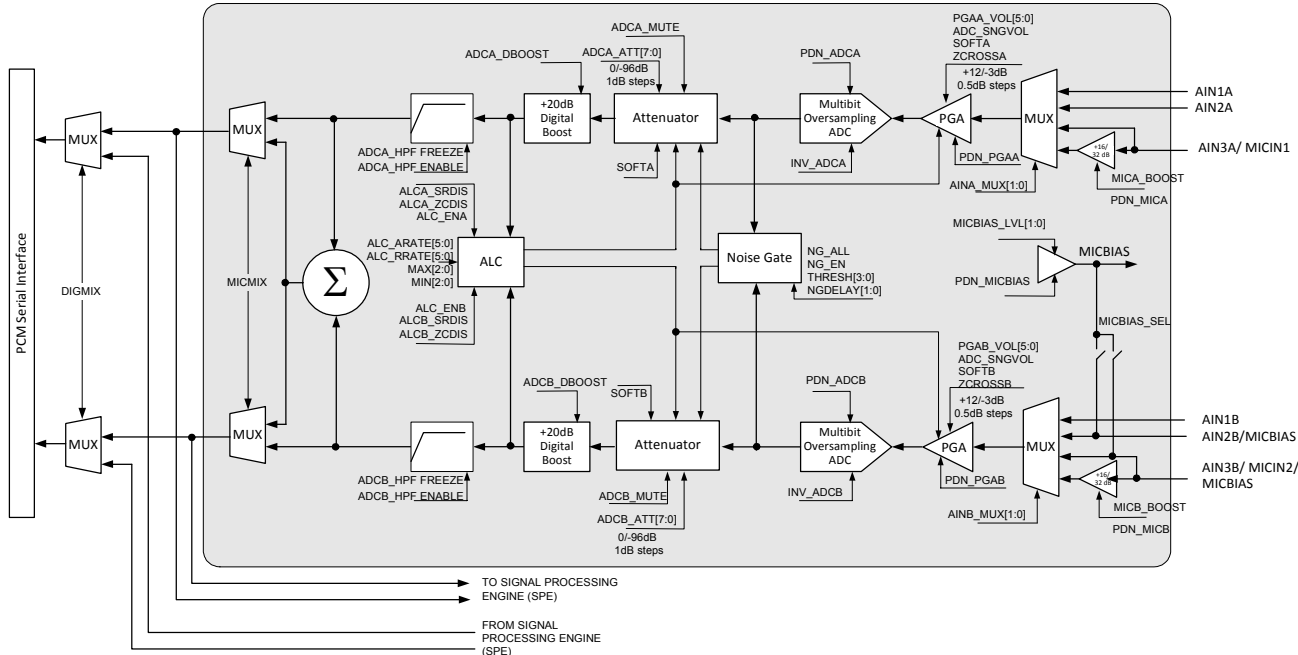 PCM Serial Interface
MUX
DIGMIX
MUX
MUX
MICMIX
MUX
Σ
ADCA_HPF FREEZE
ADCA_HPF_ENABLE
ADCA_DBOOST
+20dB
Digital
Boost
ADCA_MUTE
ADCA_ATT[7:0]
0/-96dB
1dB steps
Attenuator
SOFTA
PDN_ADCA
Multibit
Oversampling
ADC
INV_ADCA
PGAA_VOL[5:0]
ADC_SNGVOL
SOFTA
ZCROSSA
+12/-3dB
0.5dB steps
PGA
PDN_PGAA
MUX
AINA_MUX[1:0]
AIN1A
AIN2A
AIN3A/ MICIN1
+16/
32 dB
MICA_BOOST
PDN_MICA
ALCA_SRDIS
ALCA_ZCDIS
ALC_ENA
ALC_ARATE[5:0]
ALC_RRATE[5:0]
MAX[2:0]
MIN[2:0]
ALC
ALC_ENB
ALCB_SRDIS
ALCB_ZCDIS
Noise Gate
NG_ALL
NG_EN
THRESH[3:0]
NGDELAY[1:0]
MICBIAS_LVL[1:0]
MICBIAS
PDN_MICBIAS
MICBIAS_SEL
ADCB_HPF FREEZE
ADCB_HPF_ENABLE
ADCB_DBOOST
+20dB
Digital
Boost
SOFTB
Attenuator
ADCB_MUTE
ADCB_ATT[7:0]
0/-96dB
1dB steps
PDN_ADCB
Multibit
Oversampling
ADC
INV_ADCB
PGAB_VOL[5:0]
ADC_SNGVOL
SOFTB
ZCROSSB
+12/-3dB
0.5dB steps
PGA
PDN_PGAB
MUX
AINB_MUX[1:0]
AIN1B
AIN2B/MICBIAS
AIN3B/ MICIN2/
MICBIAS
+16/
32 dB
MICB_BOOST
PDN_MICB
TO SIGNAL PROCESSING
ENGINE (SPE)
FROM SIGNAL
PROCESSING ENGINE
(SPE)